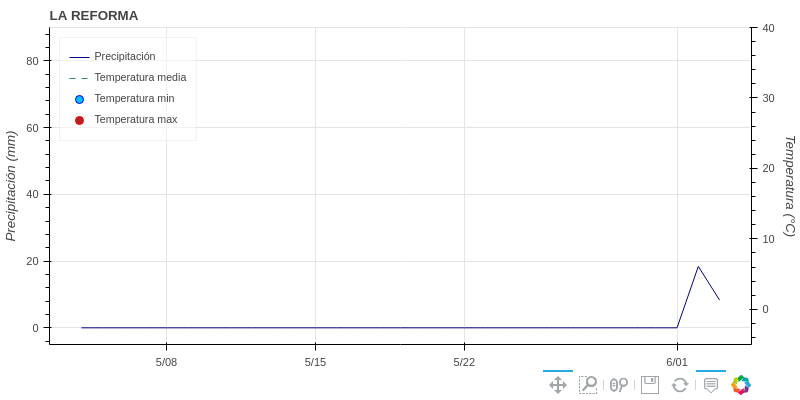 LA REFORMA
Precipitación
Temperatura media
Temperatura min
Temperatura max
Precipitación (mm)
80
60
40
20
0
40
30
20
10
0
Temperatura (°C)
5/08
5/15
5/22
6/01